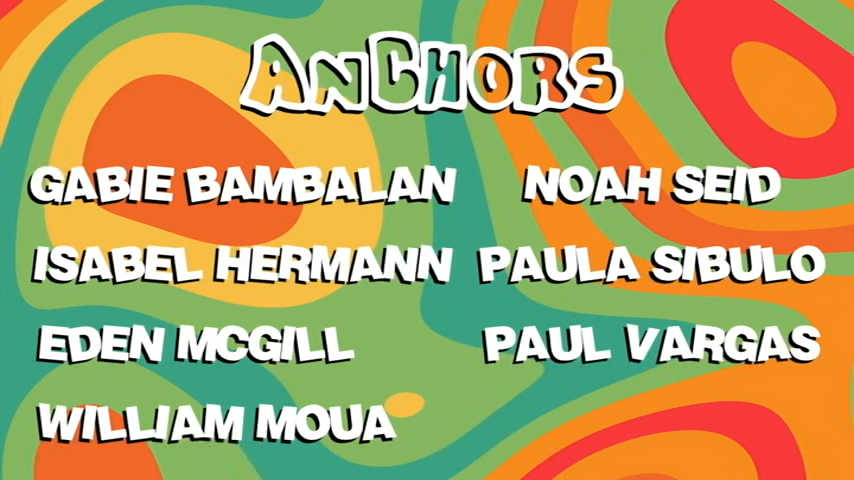 ANCHORS
GABIE BAMBALAN
ISABEL HERMANN
EDEN MCGILL
WILLIAM MOUA
NOAH SEID
PAULA SIBULO
PAUL VARGAS